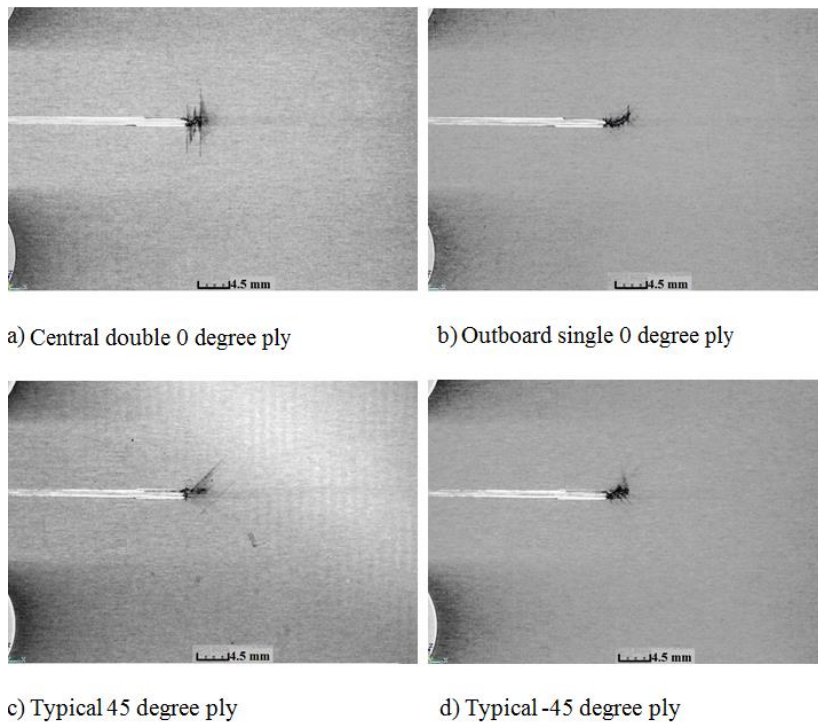 4.5 mm
4.5 mm
a) Central double 0 degree ply
b) Outboard single 0 degree ply
4.5 mm
4.5 mm
c) Typical 45 degree ply
d) Typical -45 degree ply